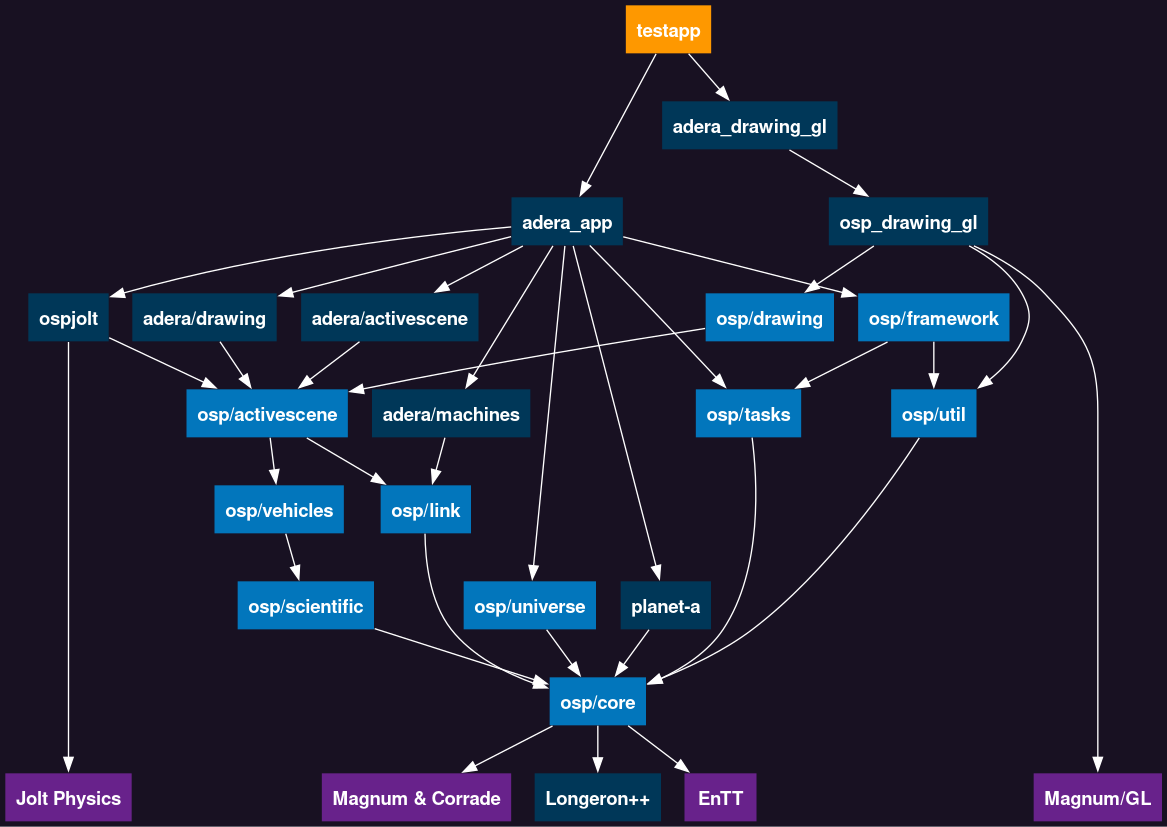 testapp
adera_drawing_gl
adera_app
osp_drawing_gl
ospjolt
adera/drawing
adera/activescene
osp/drawing
osp/framework
osp/activescene
adera/machines
osp/tasks
osp/util
osp/vehicles
osp/link
osp/scientific
osp/universe
planet-a
osp/core
Jolt Physics
Magnum & Corrade
Longeron++
EnTT
Magnum/GL